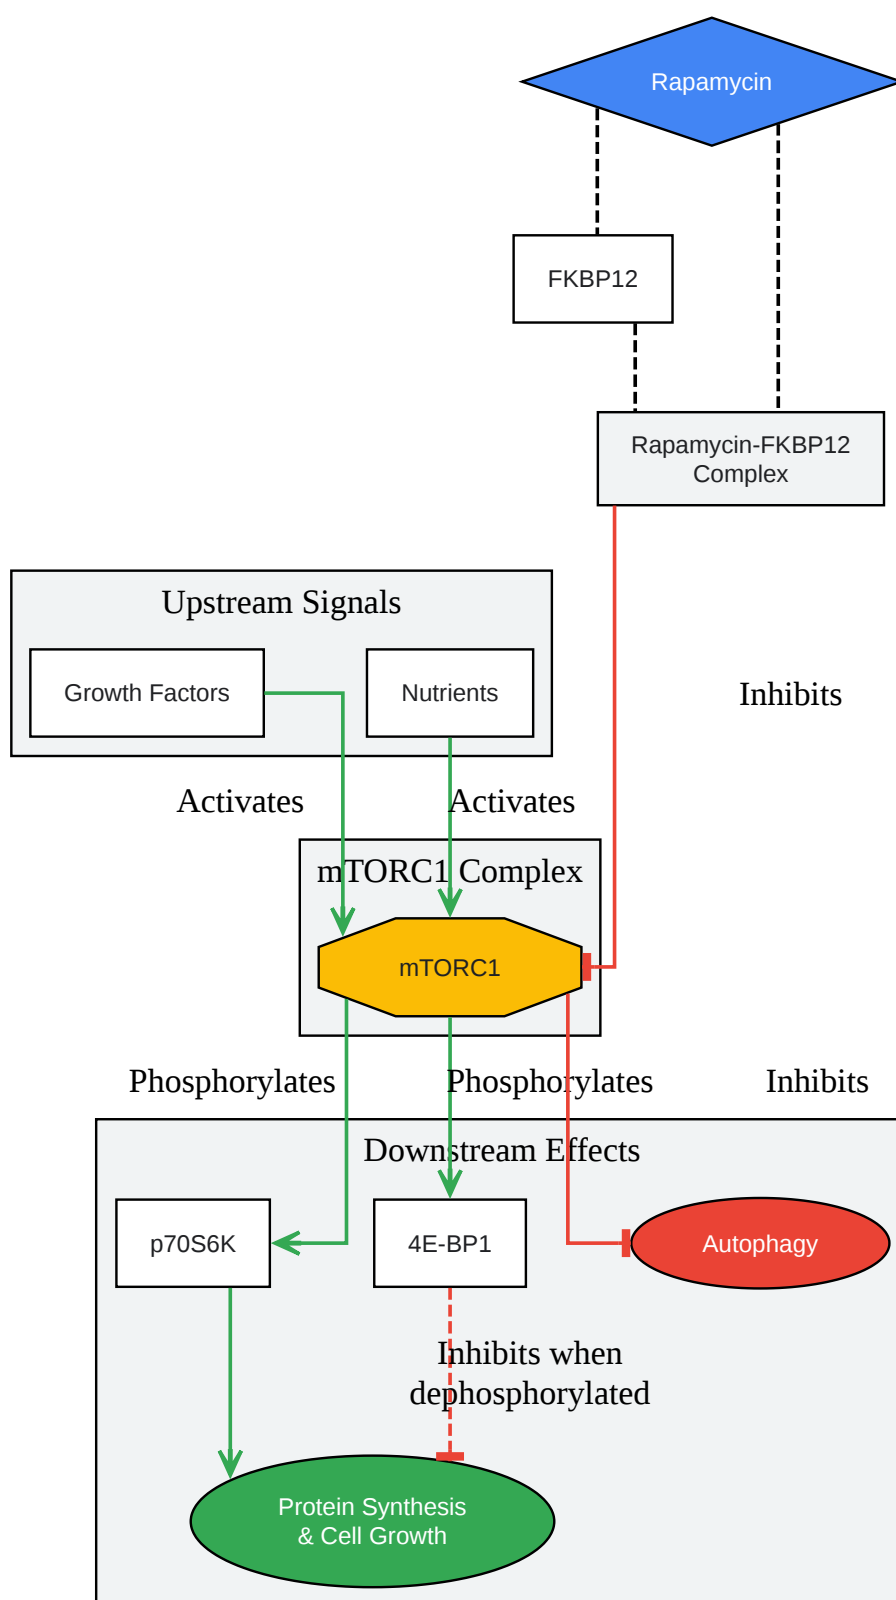 Rapamycin
FKBP12
Rapamycin-FKBP12
Complex
Upstream Signals
Growth Factors
Nutrients
Inhibits
Activates
Activates
mTORC1 Complex
mTORC1
Phosphorylates
Phosphorylates
Inhibits
Downstream Effects
p70S6K
4E-BP1
Autophagy
Inhibits when
dephosphorylated
Protein Synthesis
& Cell Growth